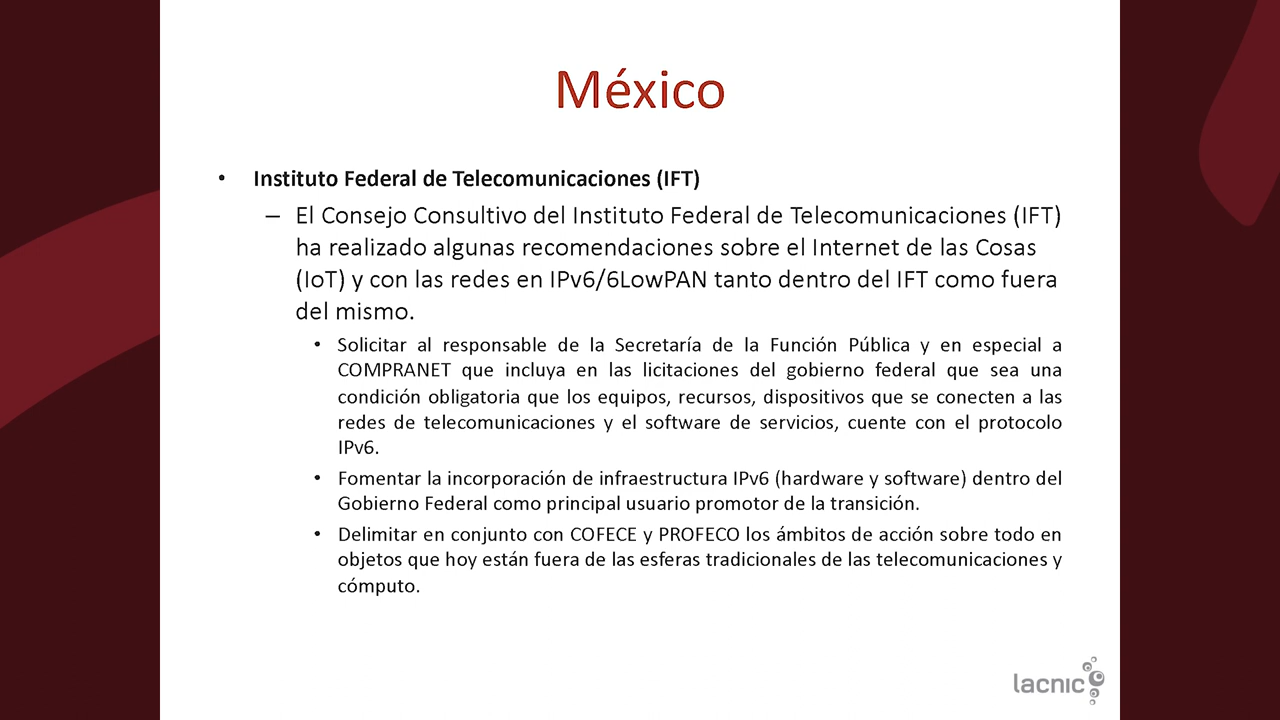 México
• Instituto Federal de Telecomunicaciones (IFT)
– El Consejo Consultivo del Instituto Federal de Telecomunicaciones (IFT)
ha realizado algunas recomendaciones sobre el Internet de las Cosas
(IoT) y con las redes en IPv6/6LowPAN tanto dentro del IFT como fuera
del mismo.
• Solicitar al responsable de la Secretaría de la Función Pública y en especial a
COMPRANET que incluya en las licitaciones del gobierno federal que sea una
condición obligatoria que los equipos, recursos, dispositivos que se conecten a las
redes de telecomunicaciones y el software de servicios, cuente con el protocolo
IPv6.
• Fomentar la incorporación de infraestructura IPv6 (hardware y software) dentro del
Gobierno Federal como principal usuario promotor de la transición.
• Delimitar en conjunto con COFECE y PROFECO los ámbitos de acción sobre todo en
objetos que hoy están fuera de las esferas tradicionales de las telecomunicaciones y
cómputo.
lacnic